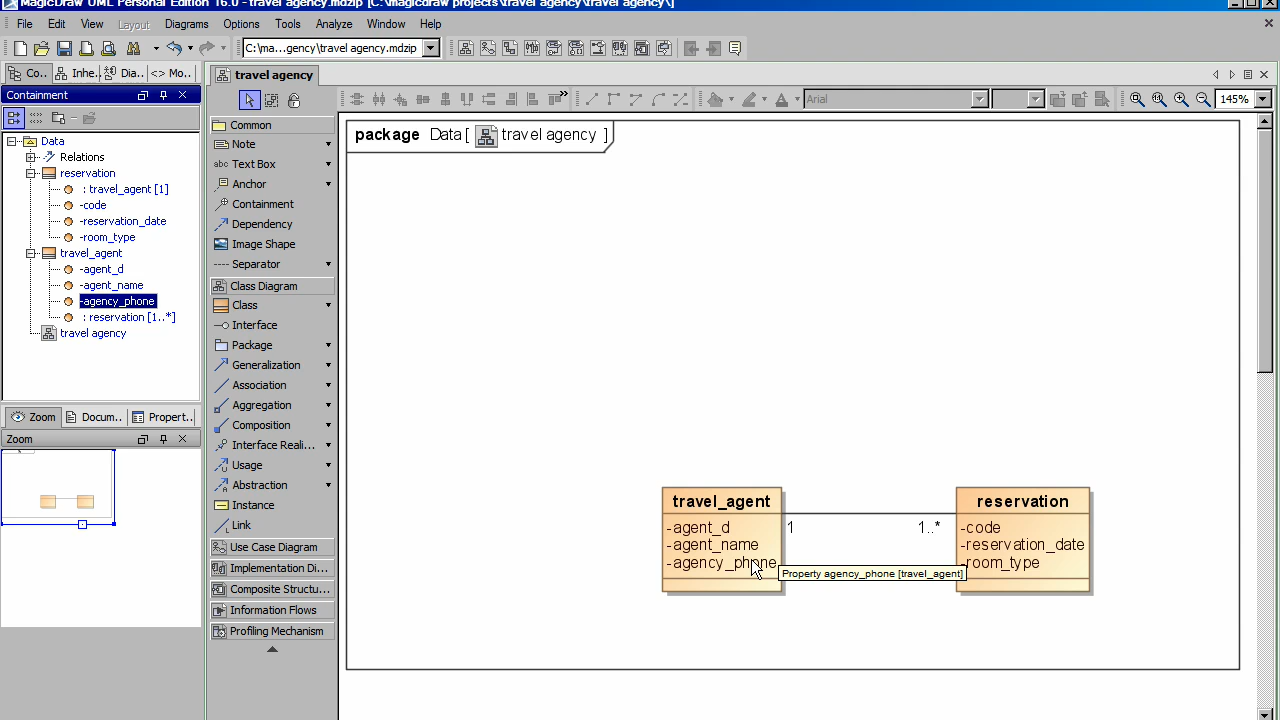 MagicDraw UML Personal Edition 16.0 - travel agency.mdzip [C:\magicdraw projects\travel agency\travel agency\]
File Edit View Layout Diagrams Options Tools Analyze Window Help
C:\ma...gency\travel agency.mdzip
Co.. Inhe.. Dia.. <> Mo..
travel agency
Containment
Arial
145%
Data
Relations
reservation
: travel_agent [1]
-code
-reservation_date
-room_type
travel_agent
-agent_d
-agent_name
-agency_phone
: reservation [1..*]
travel agency
Zoom Docum.. Propert..
Zoom
Common
Note
abc Text Box
Anchor
Containment
Dependency
Image Shape
Separator
Class Diagram
Class
Interface
Package
Generalization
Association
Aggregation
Composition
Interface Reali...
Usage
Abstraction
Instance
Link
Use Case Diagram
Implementation Di...
Composite Structu...
Information Flows
Profiling Mechanism
package Data [ travel agency ]
travel_agent
-agent_d
-agent_name
-agency_phone
1
1..*
reservation
-code
-reservation_date
-room_type
Property agency_phone [travel_agent]